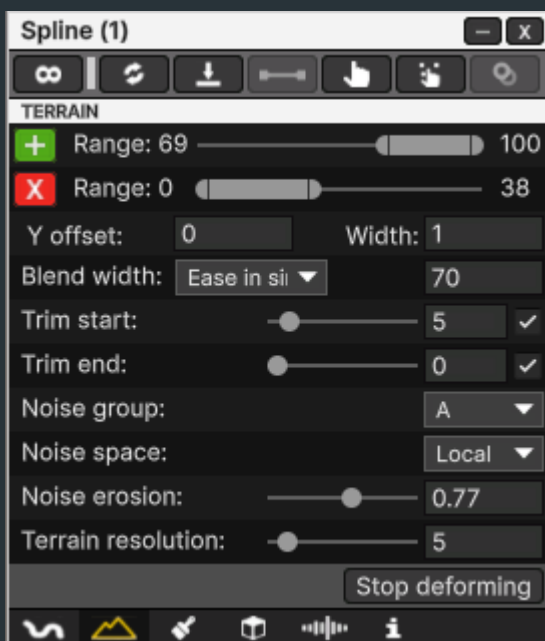 Spline (1)
TERRAIN
Range: 69 100
Range: 0 38
Y offset: 0 Width: 1
Blend width: Ease in 70
Trim start: 5
Trim end: 0
Noise group: A
Noise space: Local
Noise erosion: 0.77
Terrain resolution: 5
Stop deforming